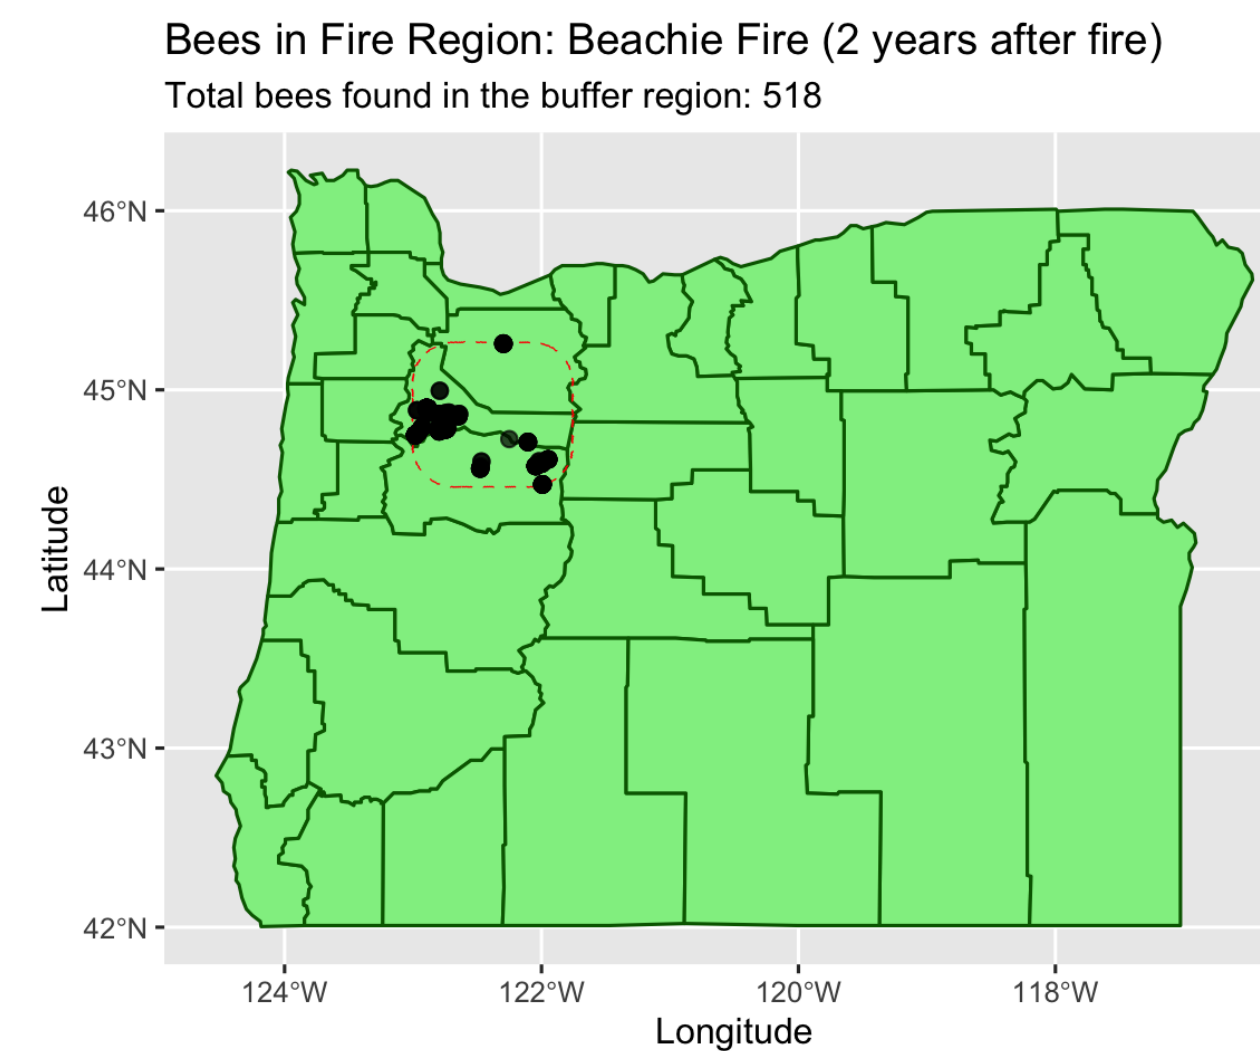 Bees in Fire Region: Beachie Fire (2 years after fire)
Total bees found in the buffer region: 518
46°N
45°N
44°N
43°N
42°N
Latitude
124°W 122°W 120°W 118°W
Longitude